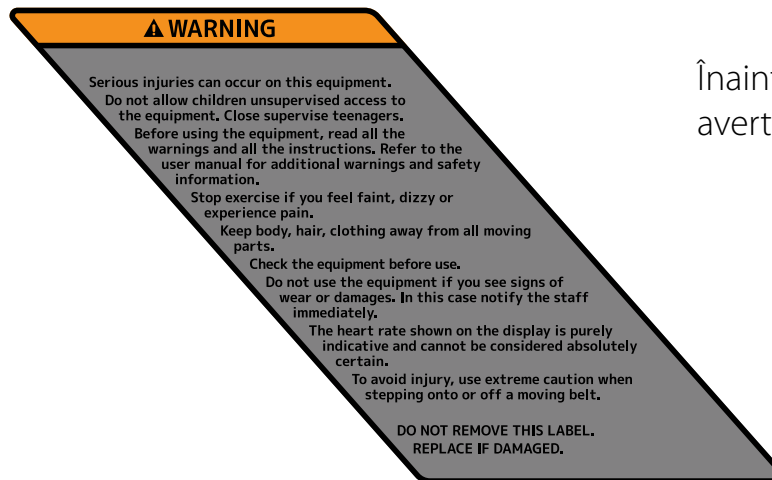 WARNING
Serious injuries can occur on this equipment.
Do not allow children unsupervised access to
the equipment. Close supervise teenagers.
Before using the equipment, read all the
warnings and all the instructions. Refer to the
user manual for additional warnings and safety
information.
Stop exercise if you feel faint, dizzy or
experience pain.
Keep body, hair, clothing away from all moving
parts.
Check the equipment before use.
Do not use the equipment if you see signs of
wear or damages. In this case notify the staff
immediately.
The heart rate shown on the display is purely
indicative and cannot be considered absolutely
certain.
To avoid injury, use extreme caution when
stepping onto or off a moving belt.
DO NOT REMOVE THIS LABEL.
REPLACE IF DAMAGED.
Înaint
avert